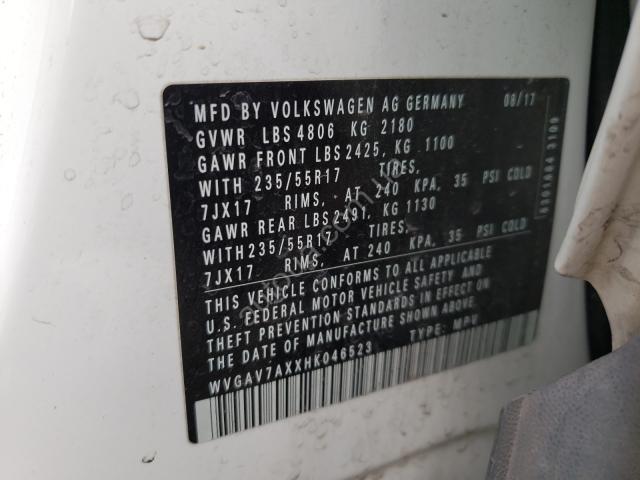 MFD BY VOLKSWAGEN AG GERMANY 08/17
GVWR LBS 4806 KG 2180
GAWR FRONT LBS 2425, KG 1100
WITH 235/55R17 TIRES,
7JX17 RIMS, AT 240 KPA, 35 PSI COLD
GAWR REAR LBS 2491, KG 1130
WITH 235/55R17 TIRES,
7JX17 RIMS, AT 240 KPA, 35 PSI COLD
THIS VEHICLE CONFORMS TO ALL APPLICABLE
U.S. FEDERAL MOTOR VEHICLE SAFETY AND
THEFT PREVENTION STANDARDS IN EFFECT ON
THE DATE OF MANUFACTURE SHOWN ABOVE.
WVGAV7AXXHK046523 TYPE: MPV